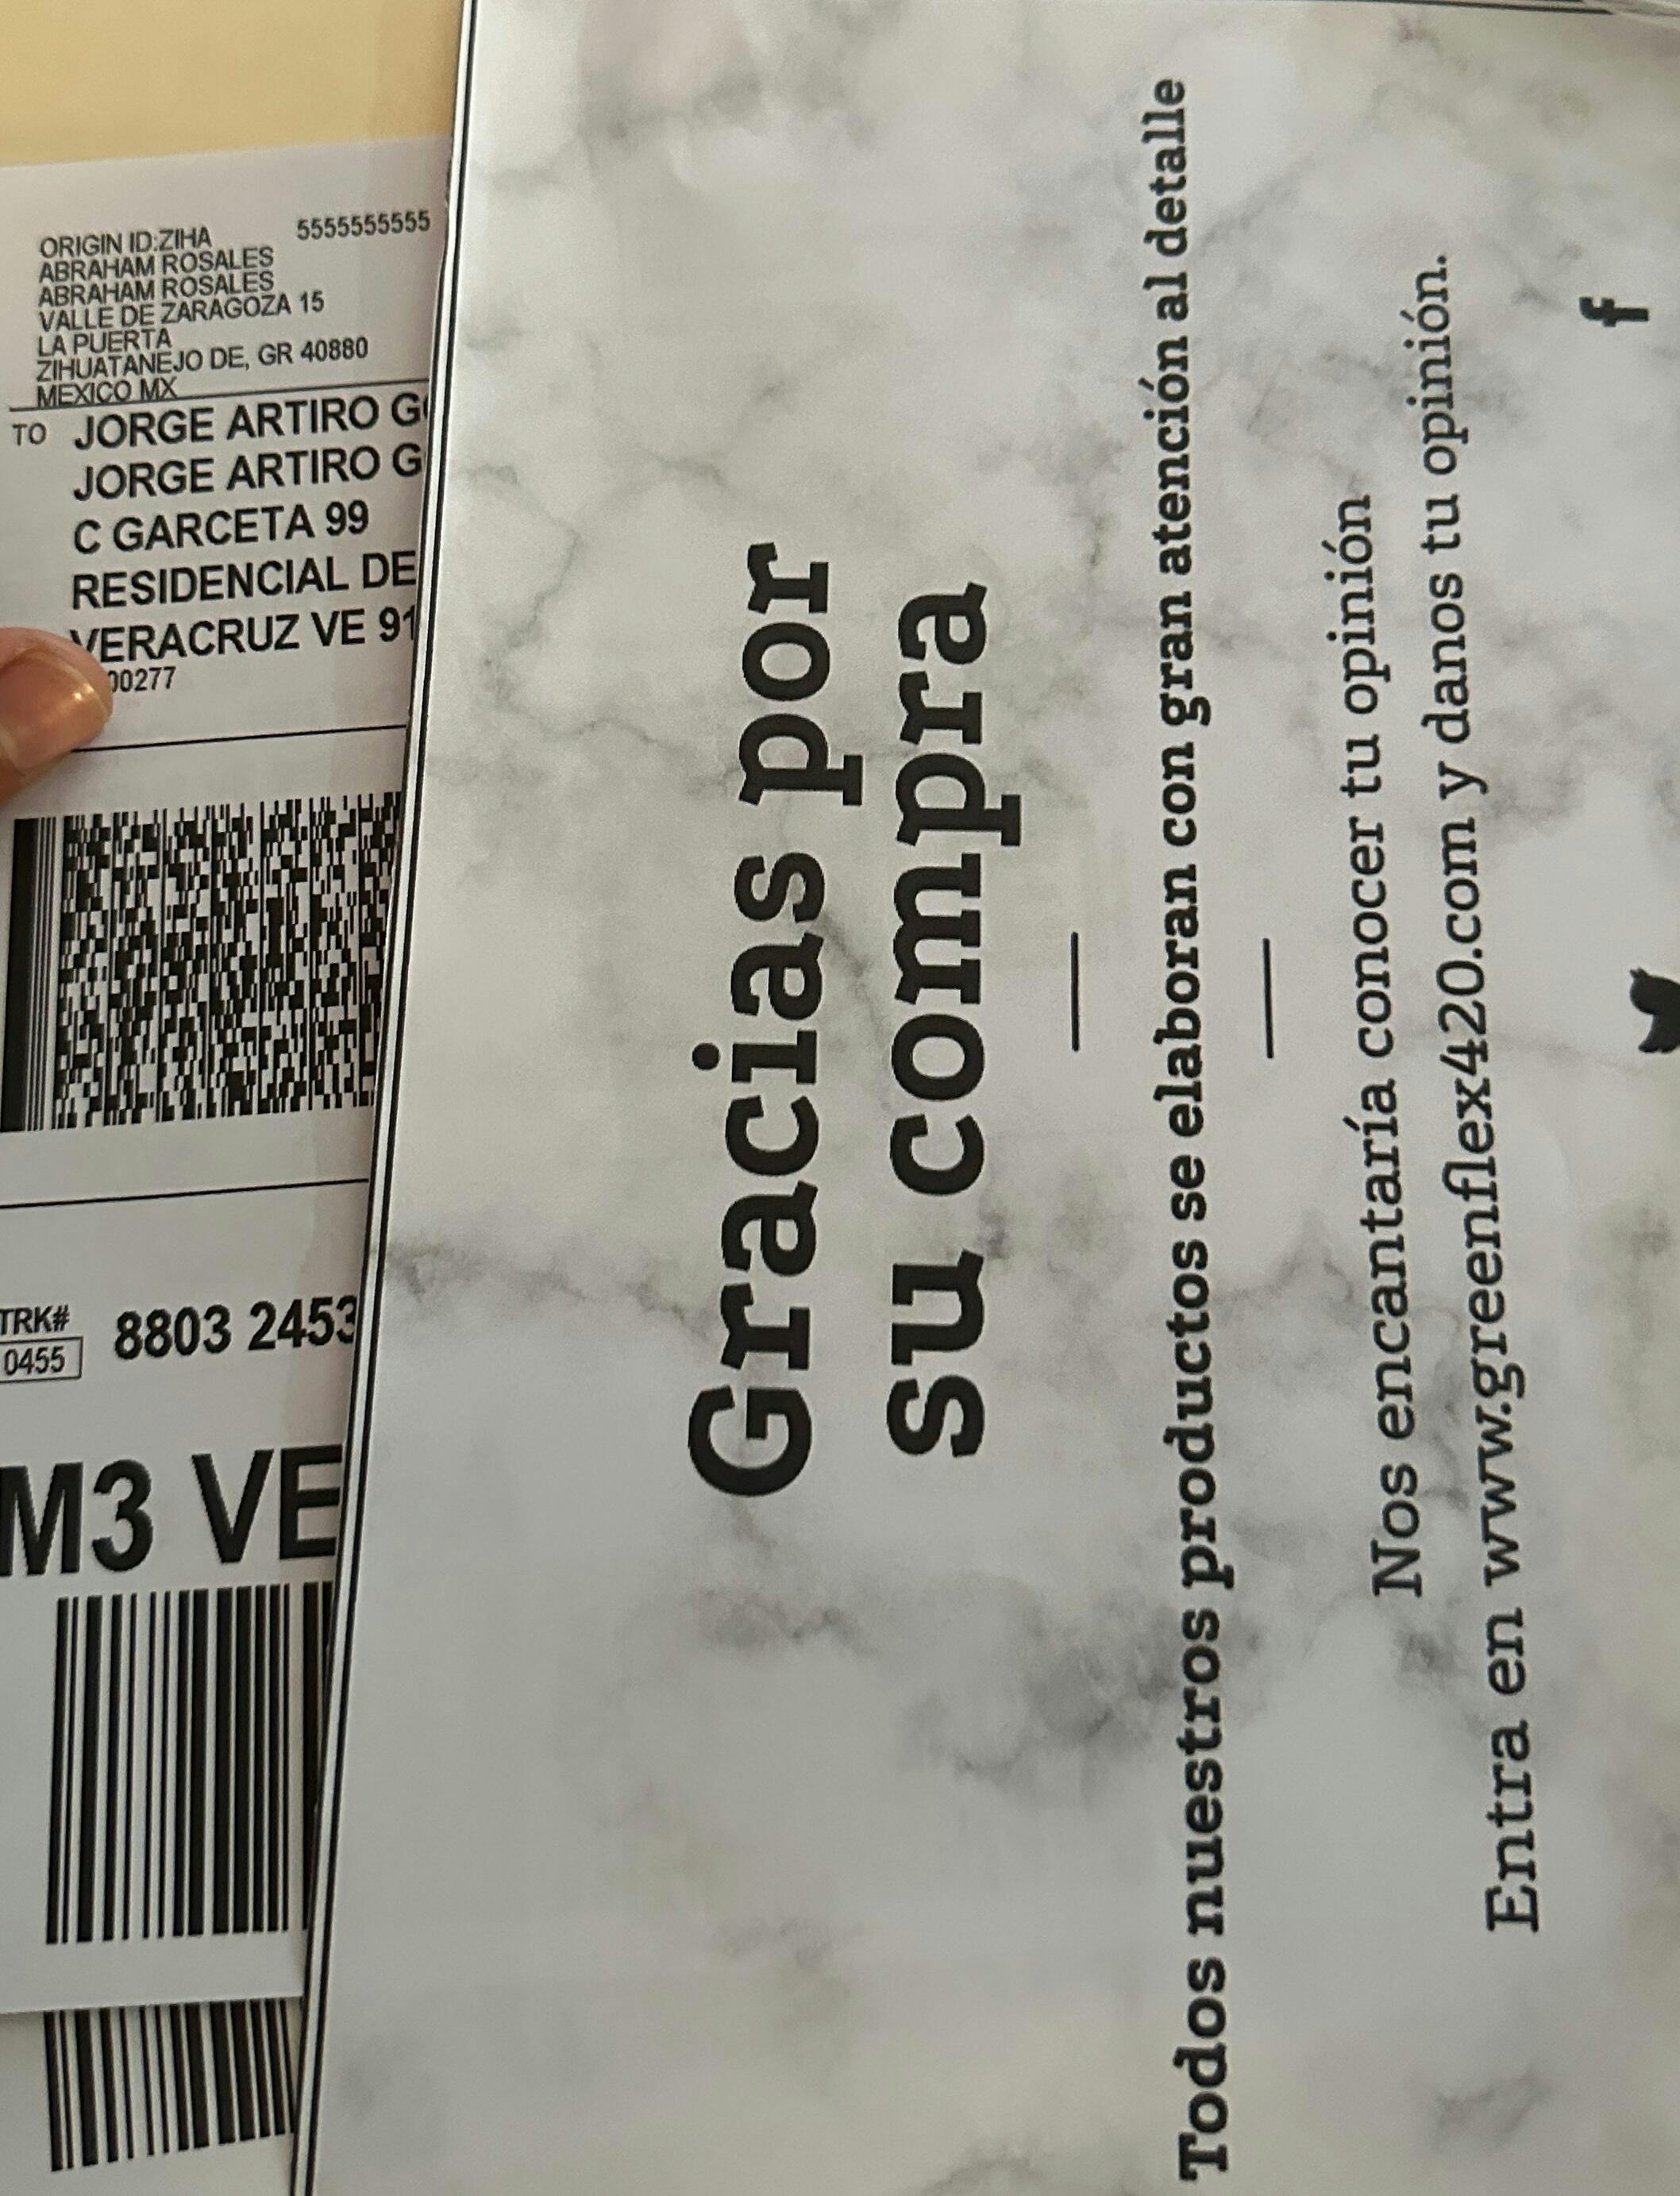 ORIGIN ID:ZIHA 5555555555
ABRAHAM ROSALES
ABRAHAM ROSALES
VALLE DE ZARAGOZA 15
LA PUERTA
ZIHUATANEJO DE, GR 40880
MEXICO MX
TO JORGE ARTIRO G
JORGE ARTIRO G
C GARCETA 99
RESIDENCIAL DE
VERACRUZ VE 91
00277
TRK#
0455
8803 2453
M3 VE
Gracias por
su compra
Todos nuestros productos se elaboran con gran atención al detalle
Nos encantaría conocer tu opinión
Entra en www.greenflex420.com y danos tu opinión.